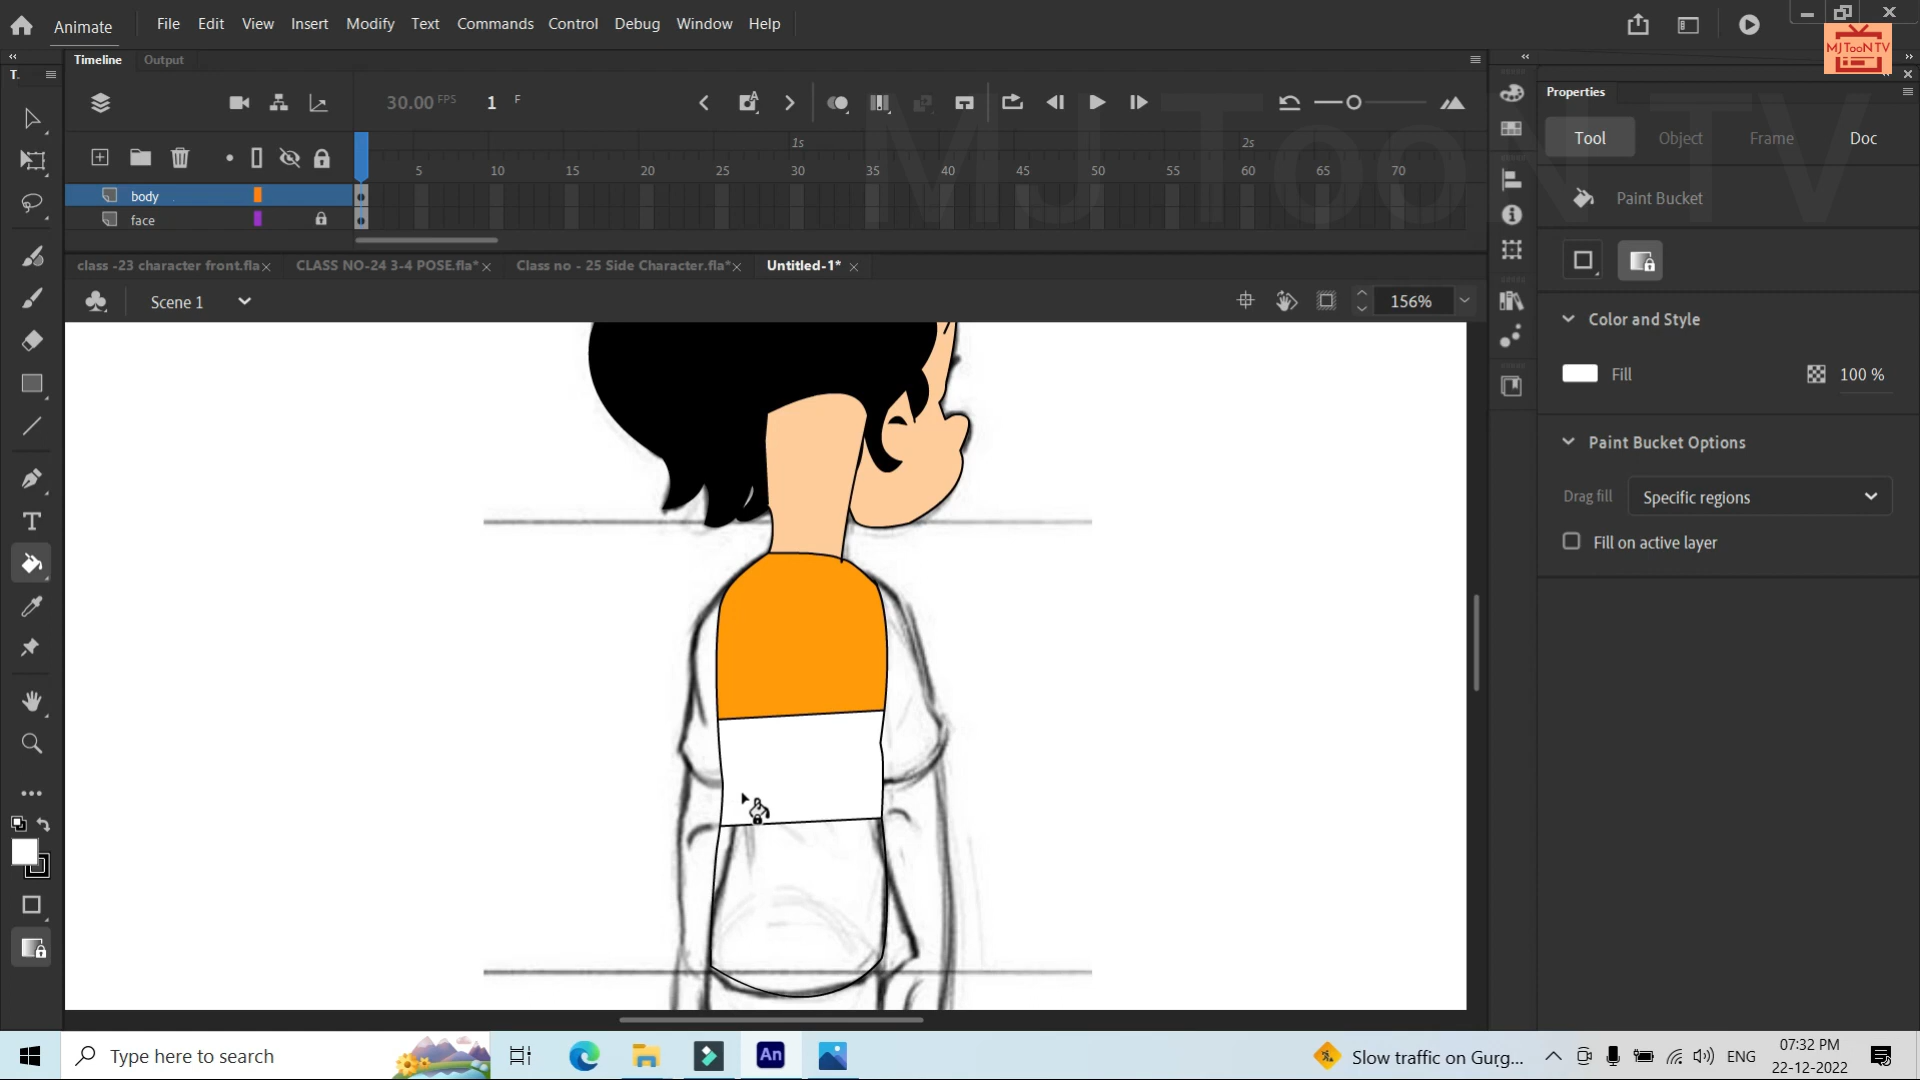 Animate File Edit View Insert Modify Text Commands Control Debug Window Help
MJTooN TV
Timeline Output
T.
Properties
30.00 FPS 1 F
MJ TooN TV
Tool Object Frame Doc
1s 2s
5 10 15 20 25 30 35 40 45 50 55 60 65 70
body
face
Paint Bucket
class -23 character front.fla CLASS NO-24 3-4 POSE.fla* Class no - 25 Side Character.fla* Untitled-1*
Scene 1 156%
Color and Style
Fill 100 %
Paint Bucket Options
Drag fill Specific regions
Fill on active layer
T
An
Type here to search
Slow traffic on Gurg...
ENG
07:32 PM
22-12-2022